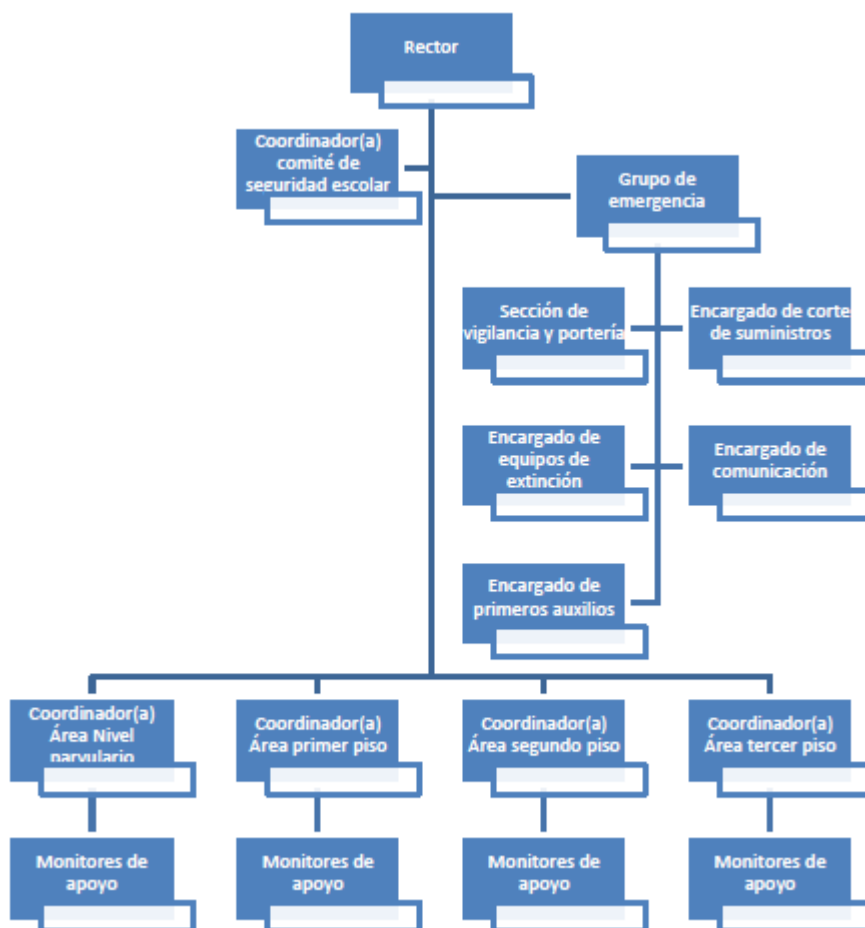 Rector
Coordinador(a)
comité de
seguridad escolar
Grupo de
emergencia
Sección de
vigilancia y portería
Encargado de corte
de suministros
Encargado de
equipos de
extinción
Encargado de
comunicación
Encargado de
primeros auxilios
Coordinador(a)
Área Nivel
parvulario
Coordinador(a)
Área primer piso
Coordinador(a)
Área segundo piso
Coordinador(a)
Área tercer piso
Monitores de
apoyo
Monitores de
apoyo
Monitores de
apoyo
Monitores de
apoyo